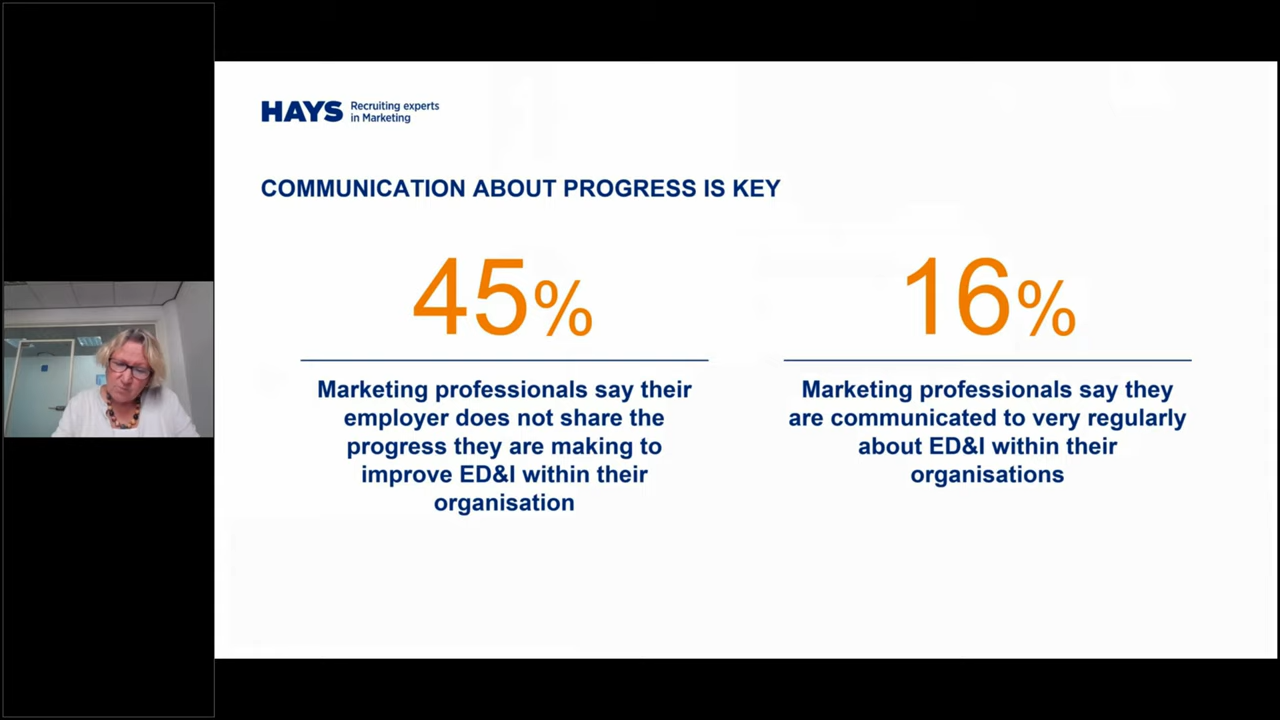 HAYS Recruiting experts
in Marketing
COMMUNICATION ABOUT PROGRESS IS KEY
45%
Marketing professionals say their
employer does not share the
progress they are making to
improve ED&I within their
organisation
16%
Marketing professionals say they
are communicated to very regularly
about ED&I within their
organisations